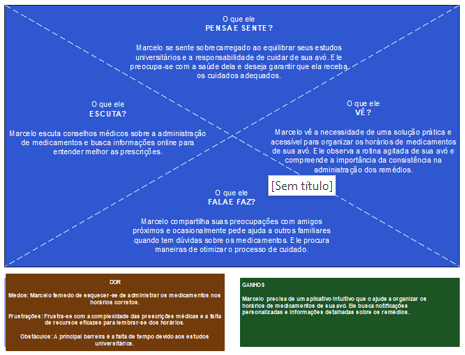 O que ele
PENSA E SENTE?
Marcelo se sente sobrecarregado ao equilibrar seus estudos
universitários e a responsabilidade de cuidar de sua avó. Ele
preocupa-se com a saúde dela e deseja garantir que ela receba
os cuidados adequados.
O que ele
ESCUTA?
Marcelo escuta conselhos médicos sobre a administração
de medicamentos e busca informações online para
entender melhor as prescrições.
O que ele
VÊ?
Marcelo vê a necessidade de uma solução prática e
acessível para organizar os horários de medicamentos
de sua avó. Ele observa a rotina agitada de sua avó e
compreende a importância da consistência na
administração dos remédios.
[Sem título]
O que ele
FALA E FAZ?
Marcelo compartilha suas preocupações com amigos
próximos e ocasionalmente pede ajuda a outros familiares
quando tem dúvidas sobre os medicamentos. Ele procura
maneiras de otimizar o processo de cuidado.
DOR
Medos: Marcelo tem medo de esquecer-se de administrar os medicamentos nos
horários corretos.
Frustrações: Frustra-se com a complexidade das prescrições médicas e a falta
de recursos eficazes para lembrar-se dos horários.
Obstáculos: A principal barreira é a falta de tempo devido aos estudos
universitários.
GANHOS
Marcelo precisa de um aplicativo intuitivo que o ajude a organizar os
horários de medicamentos de sua avó. Ele busca notificações
personalizadas e informações detalhadas sobre os remédios.